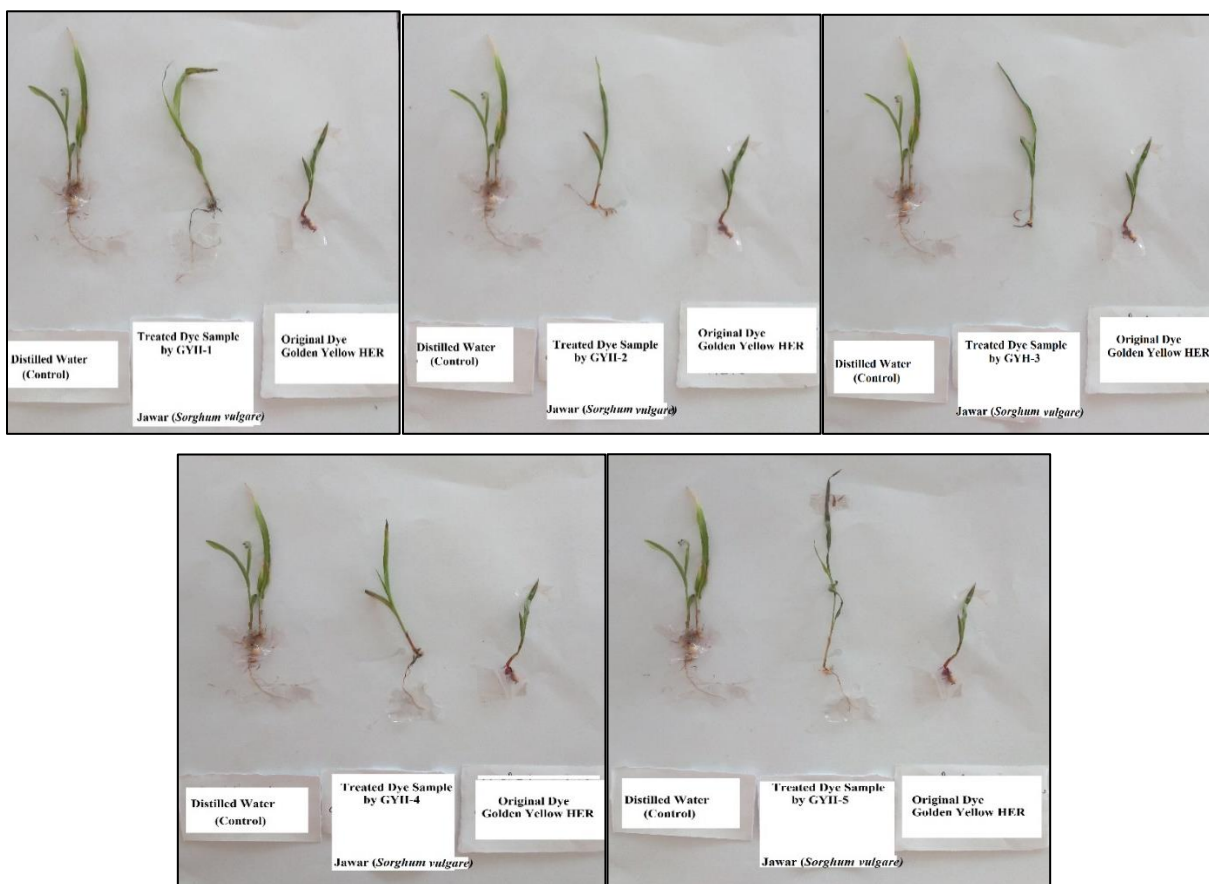 Distilled Water
(Control)
Treated Dye Sample
by GYII-1
Jawar (Sorghum vulgare)
Original Dye
Golden Yellow HER
Distilled Water
(Control)
Treated Dye Sample
by GYII-2
Jawar (Sorghum vulgare)
Original Dye
Golden Yellow HER
Distilled Water
(Control)
Treated Dye Sample
by GYH-3
Jawar (Sorghum vulgare)
Original Dye
Golden Yellow HER
Distilled Water
(Control)
Treated Dye Sample
by GYII-4
Jawar (Sorghum vulgare)
Original Dye
Golden Yellow HER
Distilled Water
(Control)
Treated Dye Sample
by GYII-5
Jawar (Sorghum vulgare)
Original Dye
Golden Yellow HER